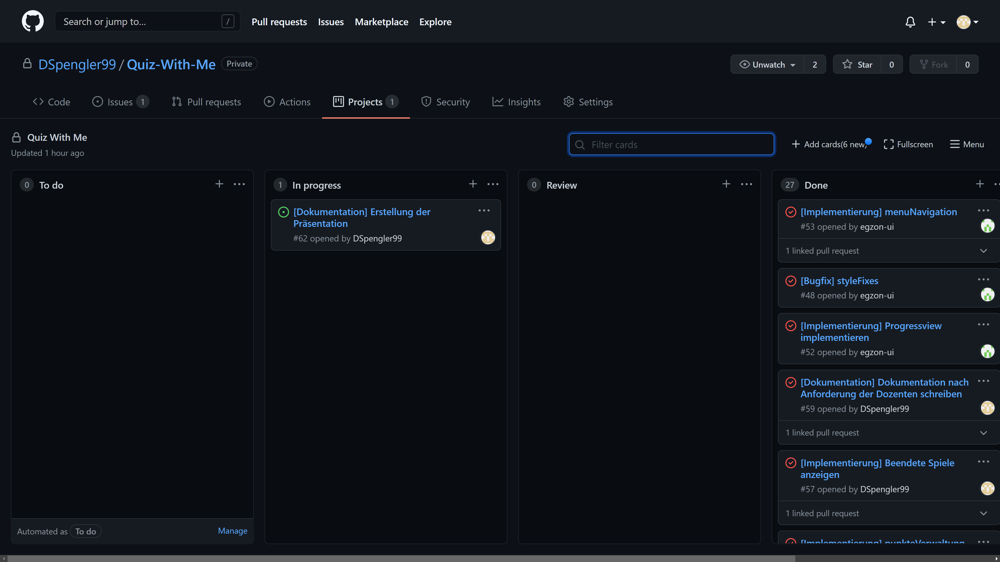 Search or jump to... /
Pull requests Issues Marketplace Explore
DSpengler99 / Quiz-With-Me Private
Unwatch 2 Star 0 Fork 0
Code Issues 1 Pull requests Actions Projects 1 Security Insights Settings
Quiz With Me
Updated 1 hour ago
Filter cards
Add cards(6 new) Fullscreen Menu
0 To do
Automated as To do Manage
1 In progress
[Dokumentation] Erstellung der
Präsentation
#62 opened by DSpengler99
0 Review
27 Done
[Implementierung] menuNavigation
#53 opened by egzon-ui
1 linked pull request
[Bugfix] styleFixes
#48 opened by egzon-ui
[Implementierung] Progressview
implementieren
#52 opened by egzon-ui
[Dokumentation] Dokumentation nach
Anforderung der Dozenten schreiben
#59 opened by DSpengler99
1 linked pull request
[Implementierung] Beendete Spiele
anzeigen
#57 opened by DSpengler99
1 linked pull request
[Implementierung] punkteVerwaltung